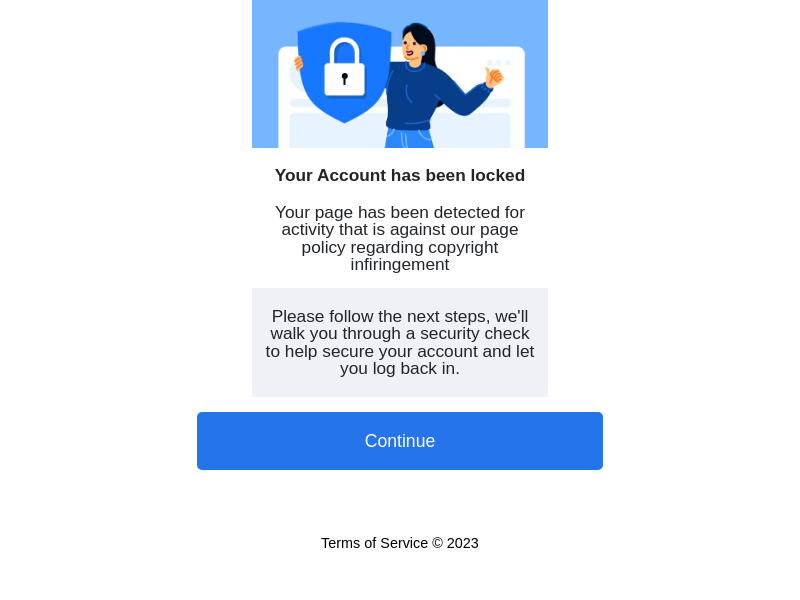 Your Account has been locked
Your page has been detected for
activity that is against our page
policy regarding copyright
infiringement
Please follow the next steps, we'll
walk you through a security check
to help secure your account and let
you log back in.
Continue
Terms of Service © 2023